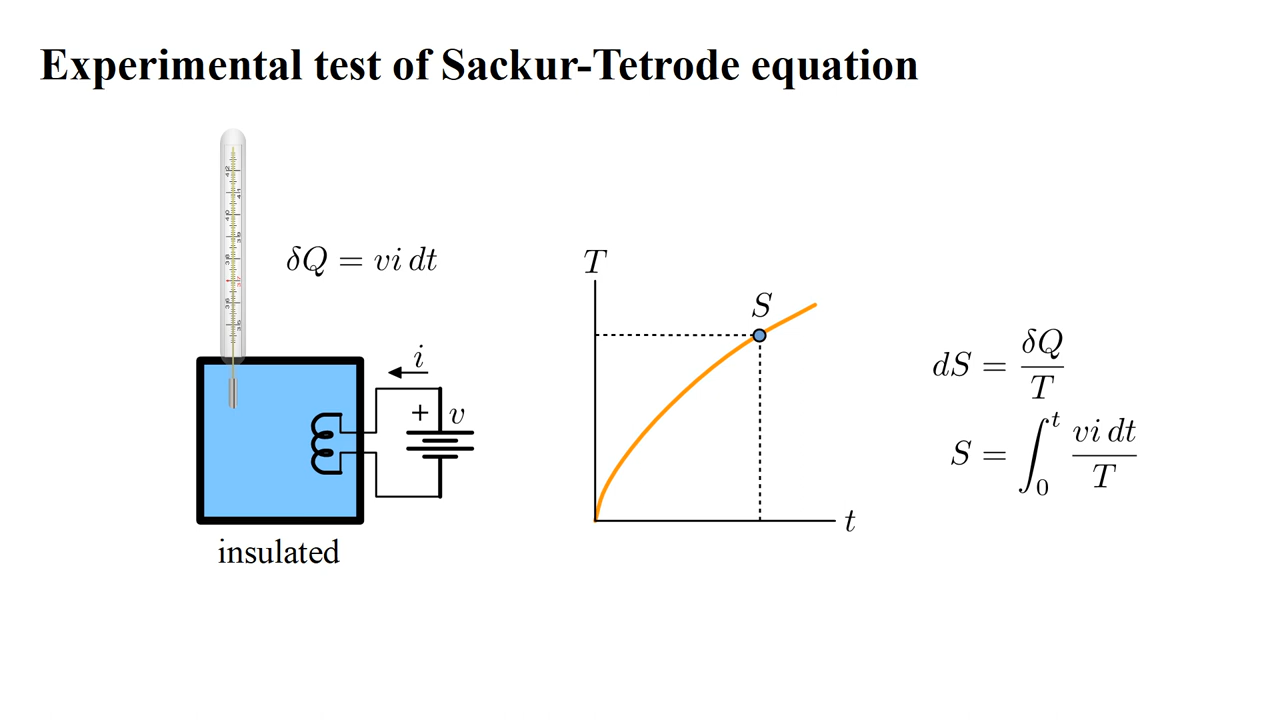 Experimental test of Sackur-Tetrode equation
δQ = vi dt
i
+ v
insulated
T
S
t
dS = δQ / T
S = ∫₀ᵗ vi dt / T